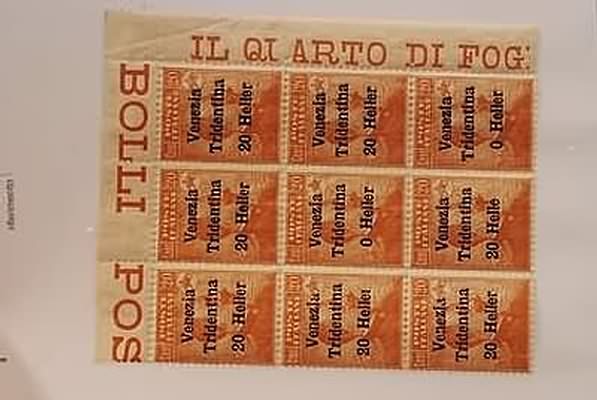 IL QUARTO DI FOG
BOLLI
POS
Venezia
Tridentina
20 Heller
Venezia
Tridentina
20 Heller
Venezia
Tridentina
0 Heller
Venezia
Tridentina
20 Heller
Venezia
Tridentina
0 Heller
Venezia
Tridentina
20 Helle
Venezia
Tridentina
20 Heller
Venezia
Tridentina
20 Heller
Venezia
Tridentina
20 Heller